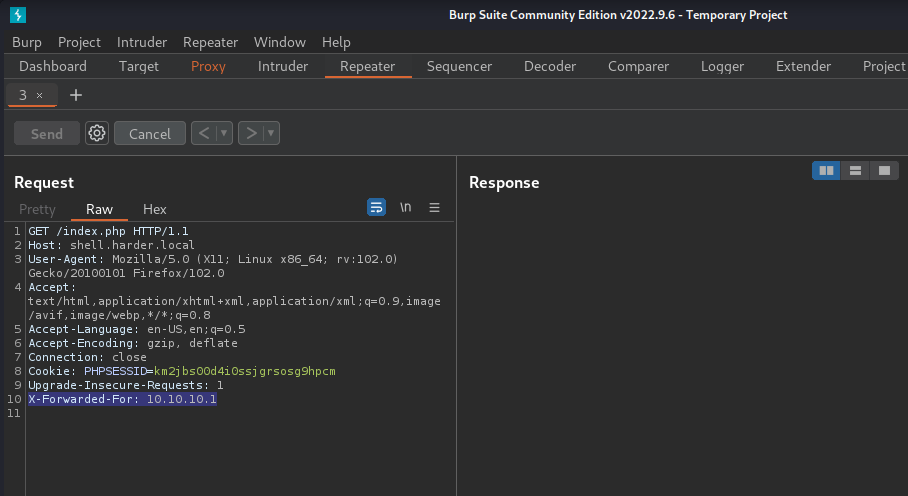 Burp Suite Community Edition v2022.9.6 - Temporary Project
Burp Project Intruder Repeater Window Help
Dashboard Target Proxy Intruder Repeater Sequencer Decoder Comparer Logger Extender Project
3 × +
Send Cancel < >
Request
Response
Pretty Raw Hex \n
1 GET /index.php HTTP/1.1
2 Host: shell.harder.local
3 User-Agent: Mozilla/5.0 (X11; Linux x86_64; rv:102.0)
Gecko/20100101 Firefox/102.0
4 Accept:
text/html,application/xhtml+xml,application/xml;q=0.9,image
/avif,image/webp,*/*;q=0.8
5 Accept-Language: en-US,en;q=0.5
6 Accept-Encoding: gzip, deflate
7 Connection: close
8 Cookie: PHPSESSID=km2jbs00d4i0ssjgrsosg9hpcm
9 Upgrade-Insecure-Requests: 1
10 X-Forwarded-For: 10.10.10.1
11